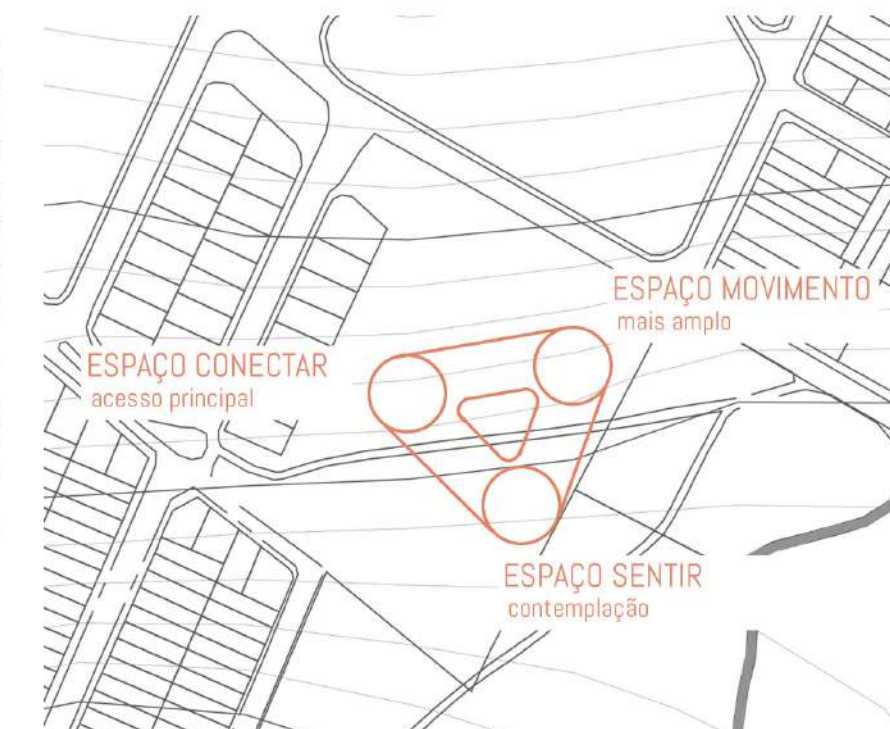 ESPAÇO MOVIMENTO
mais amplo
ESPAÇO CONECTAR
acesso principal
ESPAÇO SENTIR
contemplação